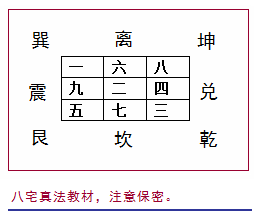 巽 离 坤
一 六 八
震 九 二 四 兑
五 七 三
艮 坎 乾
八宅真法教材，注意保密。